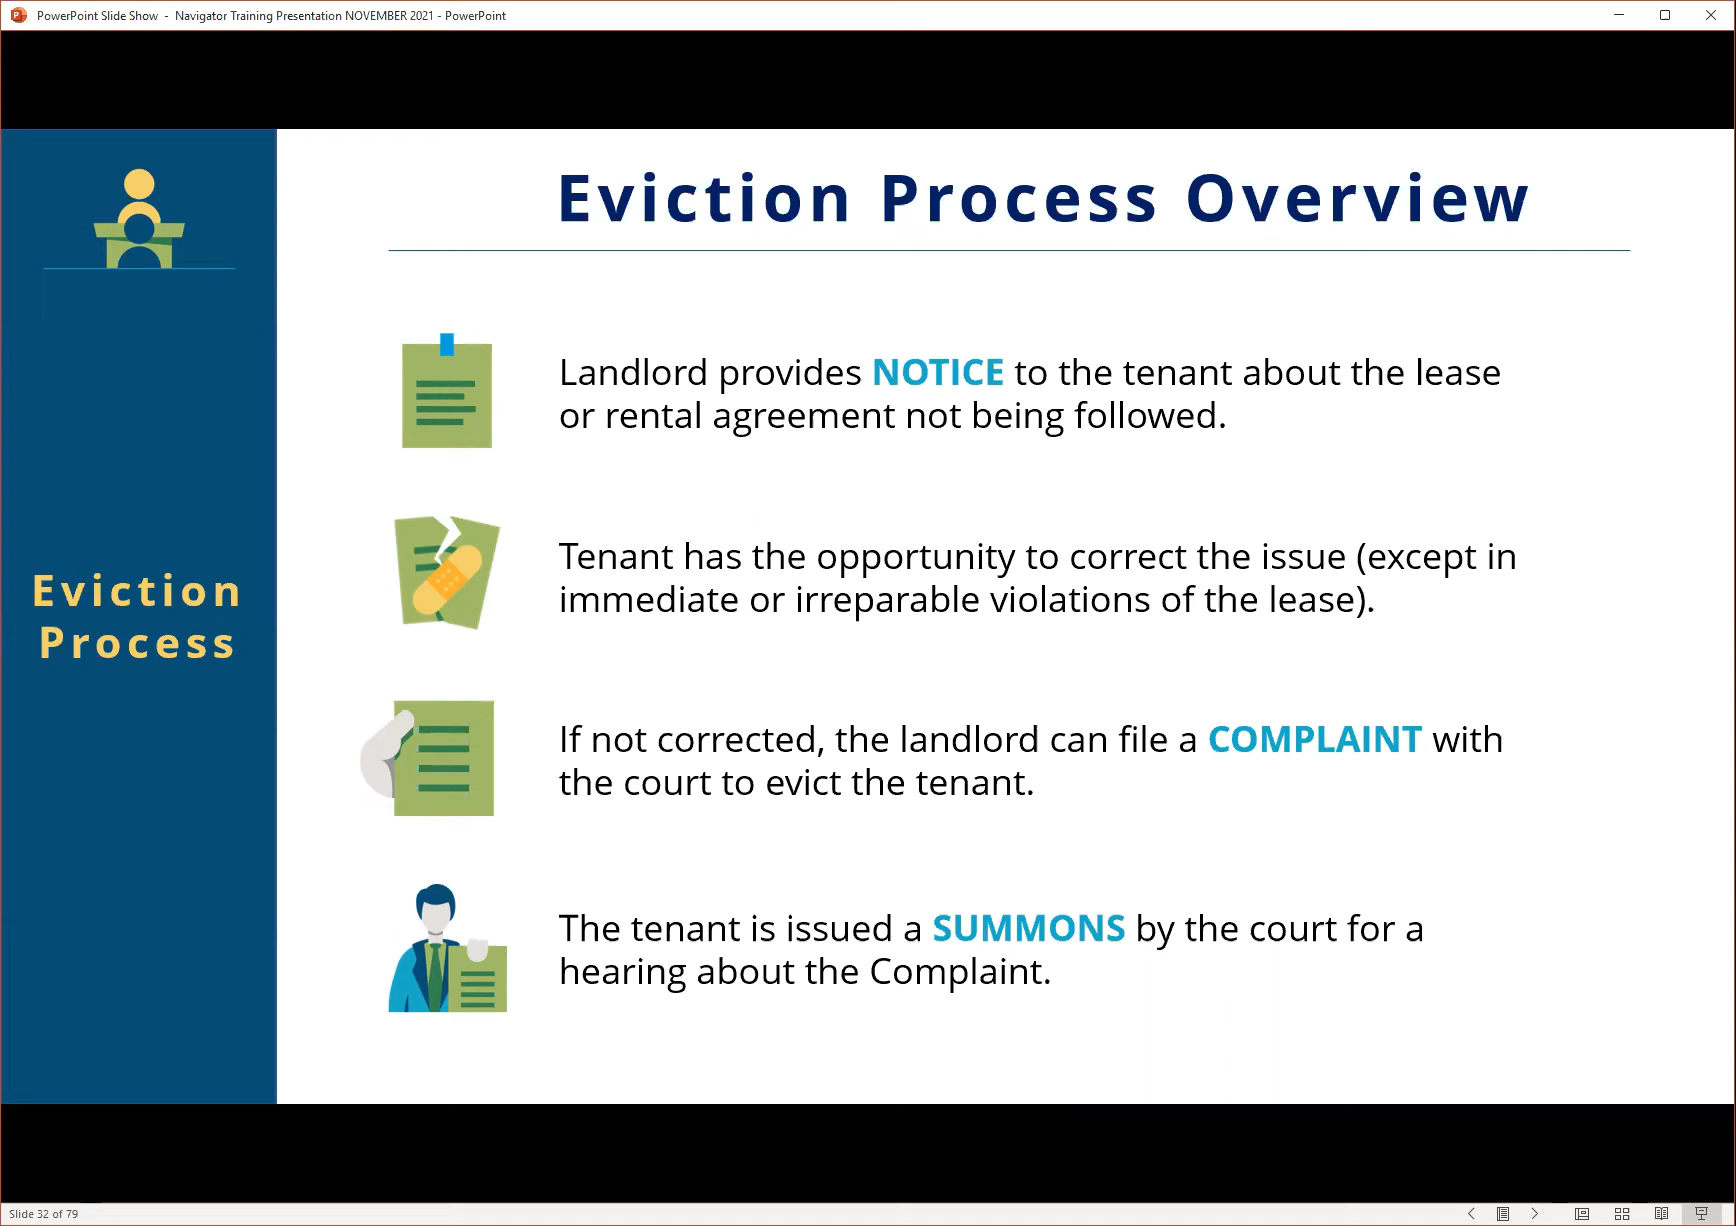 PowerPoint Slide Show - Navigator Training Presentation NOVEMBER 2021 - PowerPoint
Eviction Process Overview
Landlord provides NOTICE to the tenant about the lease
or rental agreement not being followed.
Tenant has the opportunity to correct the issue (except in
immediate or irreparable violations of the lease).
Eviction
Process
If not corrected, the landlord can file a COMPLAINT with
the court to evict the tenant.
The tenant is issued a SUMMONS by the court for a
hearing about the Complaint.
Slide 32 of 79